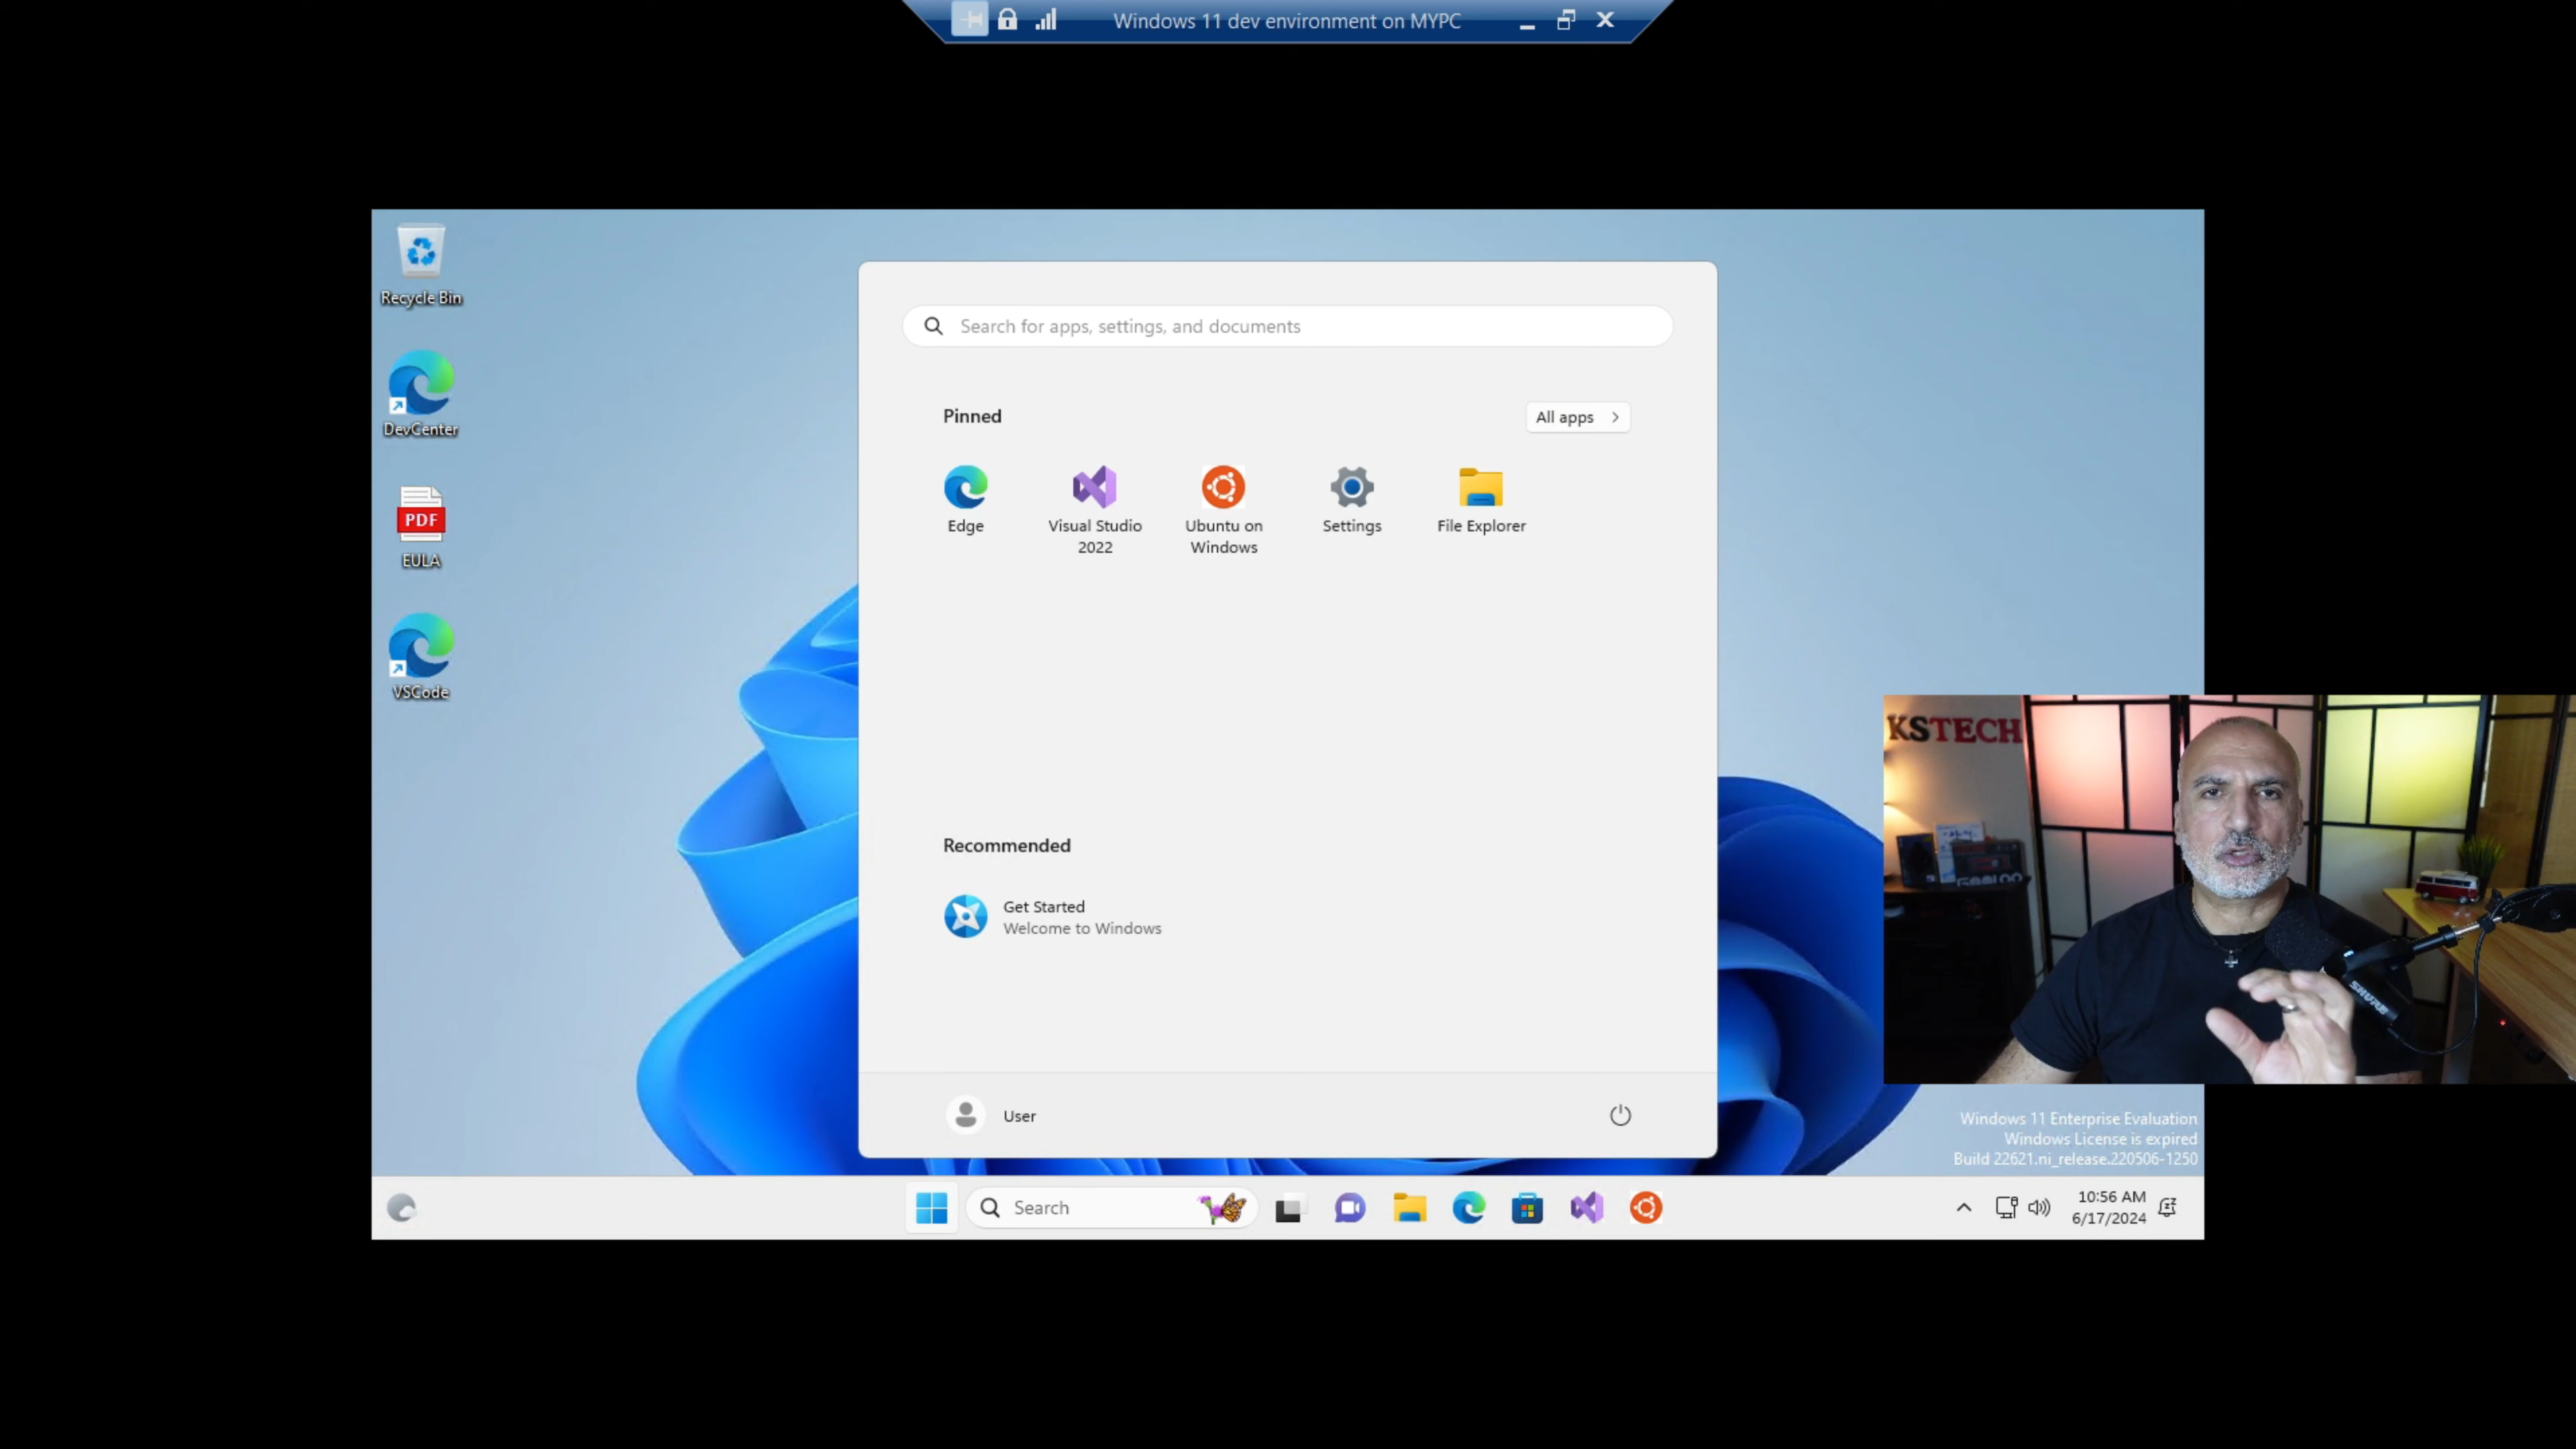 Windows 11 dev environment on MYPC
Recycle Bin
DevCenter
PDF
EULA
VSCode
Search for apps, settings, and documents
Pinned
All apps
Edge
Visual Studio
2022
Ubuntu on
Windows
Settings
File Explorer
Recommended
Get Started
Welcome to Windows
User
KSTECH
SHURE
Windows 11 Enterprise Evaluation
Windows License is expired
Build 22621.ni_release.220506-1250
Search
10:56 AM
6/17/2024